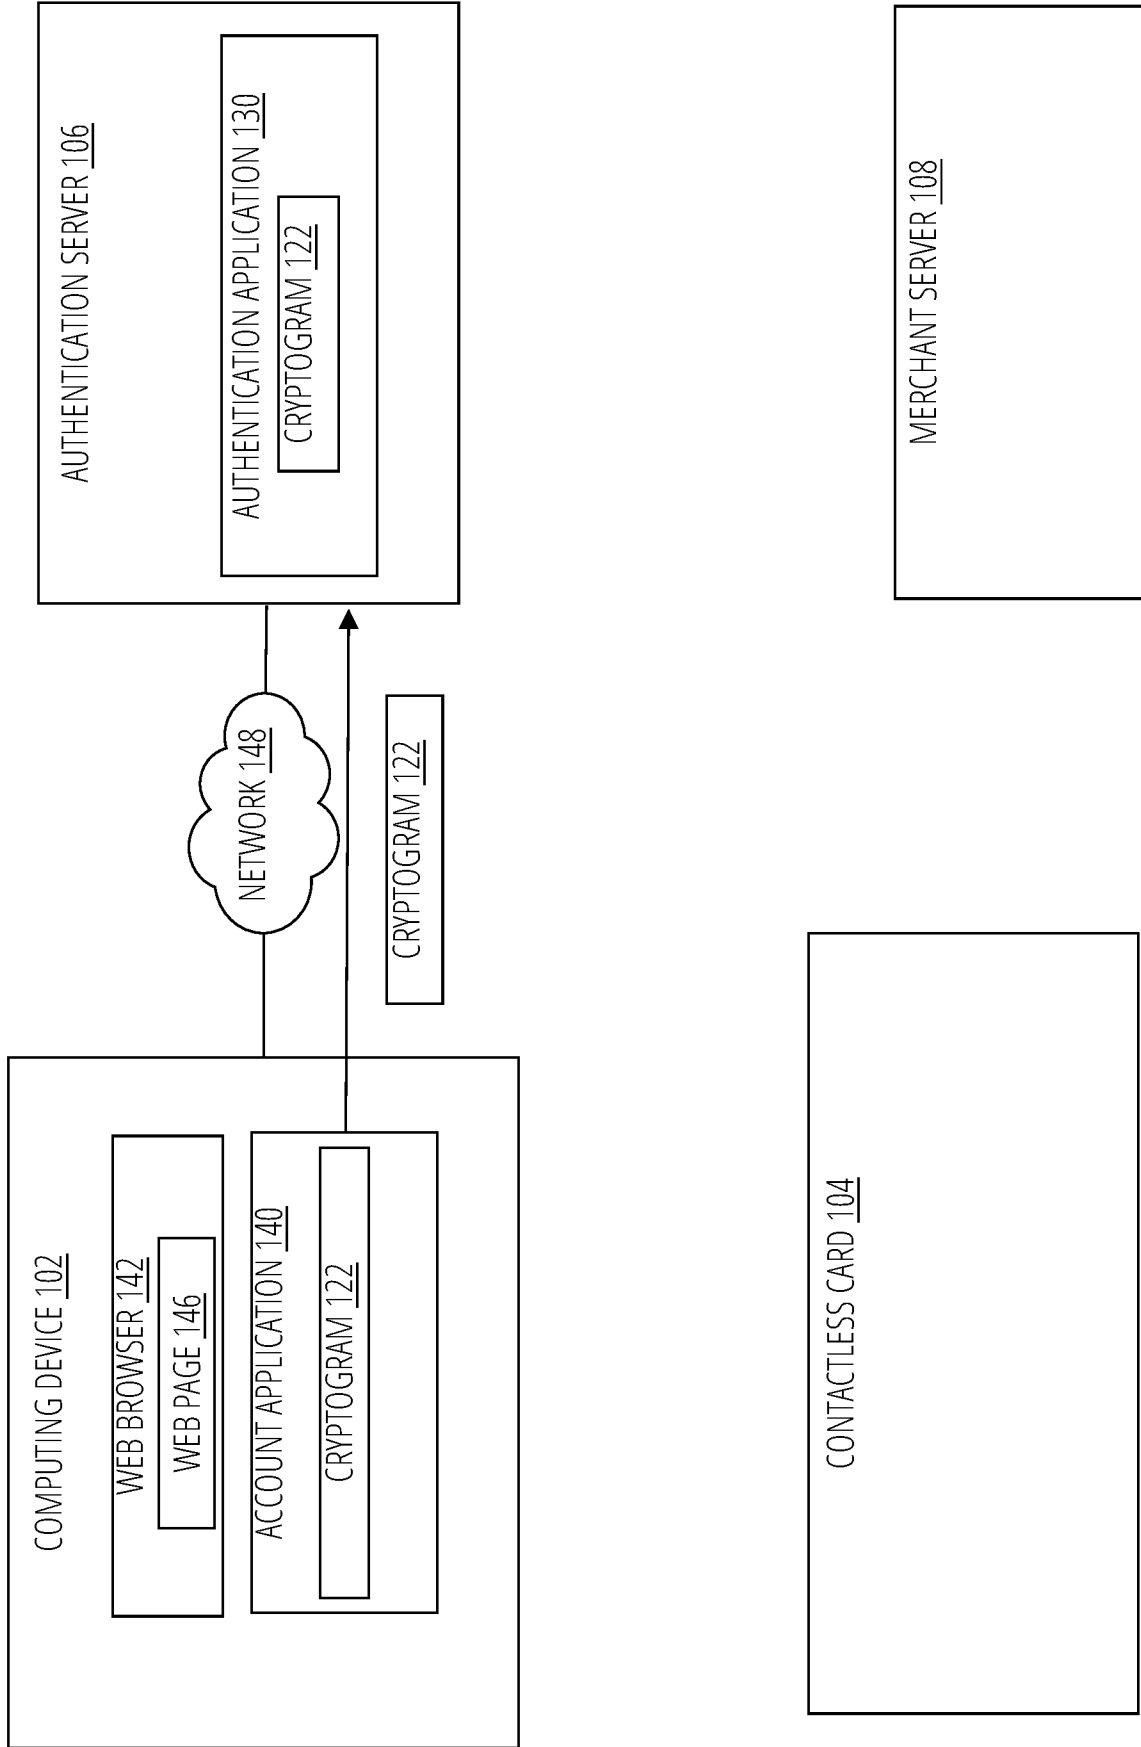 COMPUTING DEVICE 102
WEB BROWSER 142
WEB PAGE 146
ACCOUNT APPLICATION 140
CRYPTOGRAM 122
NETWORK 148
CRYPTOGRAM 122
AUTHENTICATION SERVER 106
AUTHENTICATION APPLICATION 130
CRYPTOGRAM 122
CONTACTLESS CARD 104
MERCHANT SERVER 108